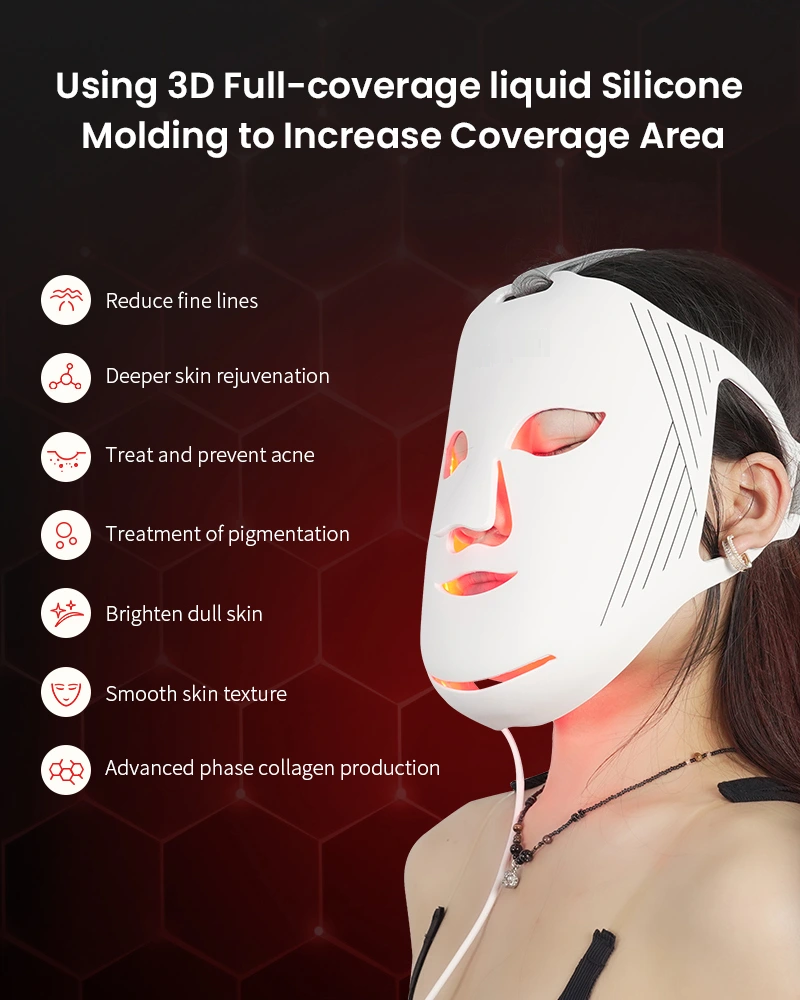 Using 3D Full-coverage liquid Silicone
Molding to Increase Coverage Area
Reduce fine lines
Deeper skin rejuvenation
Treat and prevent acne
Treatment of pigmentation
Brighten dull skin
Smooth skin texture
Advanced phase collagen production